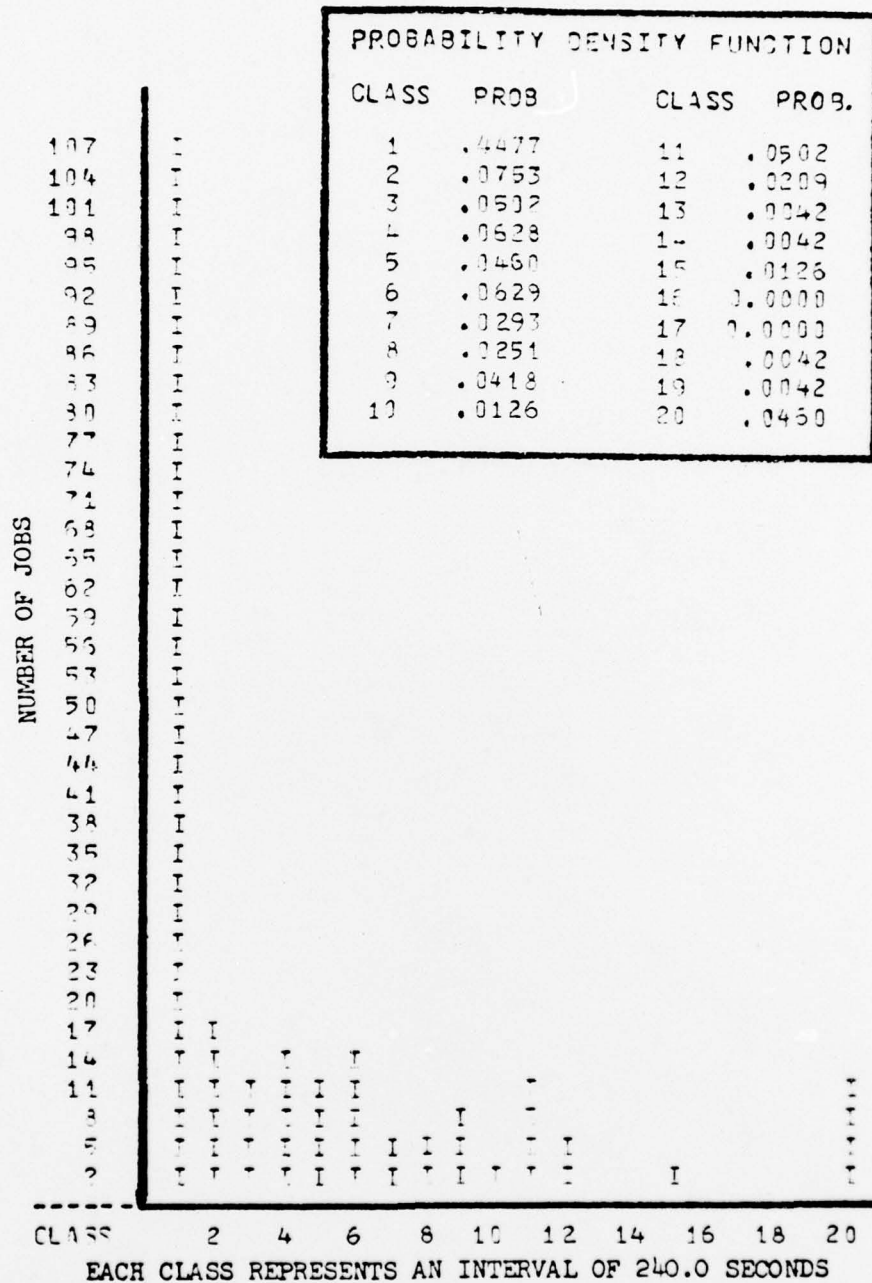 PROBABILITY DENSITY FUNCTION
CLASS PROB CLASS PROB.
1 .4477 11 .0502
2 .0753 12 .0209
3 .0502 13 .0042
4 .0628 .0042
5 .0460 15 .0126
6 .0629 16 0.0000
7 .0293 17 0.0000
8 .0251 18 .0042
9 .0418 19 .0042
10 .0126 20 .0460
NUMBER OF JOBS
107 I
104 I
101 I
98 I
95 I
92 I
89 I
86 I
83 I
80 I
77 I
74 I
71 I
68 I
65 I
62 I
59 I
56 I
53 I
50 I
47 I
44 I
41 I
38 I
35 I
32 I
29 I
26 I
23 I
20 I
17 I I
14 I I I I
11 I I I I I I I I
8 I I I I I I I I I
5 I I I I I I I I I I I I
2 I I I I I I I I I I I I I I
CLASS 2 4 6 8 10 12 14 16 18 20
EACH CLASS REPRESENTS AN INTERVAL OF 240.0 SECONDS